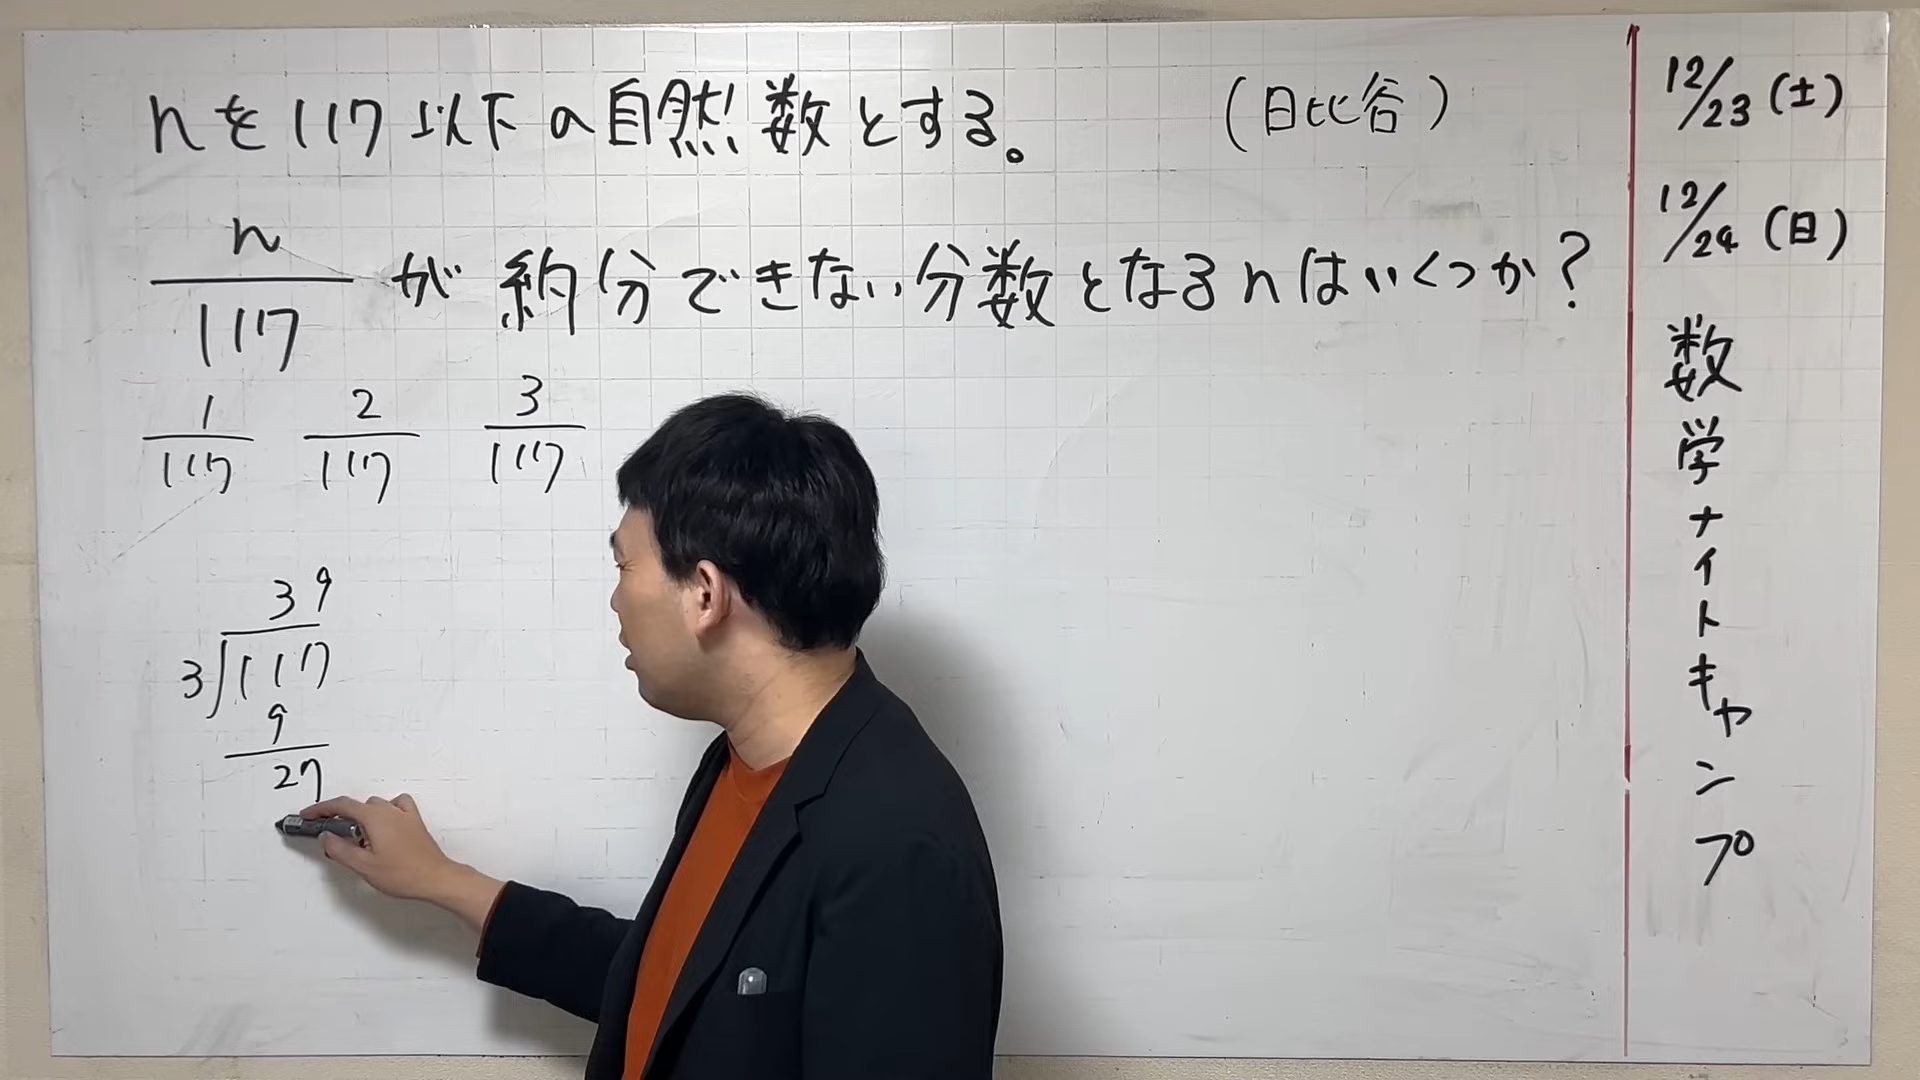 nを117以下の自然数とする。 (日比谷)
n/117 が約分できない分数となるnはいくつか?
1/117 2/117 3/117
39
3)117
9
27
12/23(土)
12/24(日)
数学ナイトキャンプ